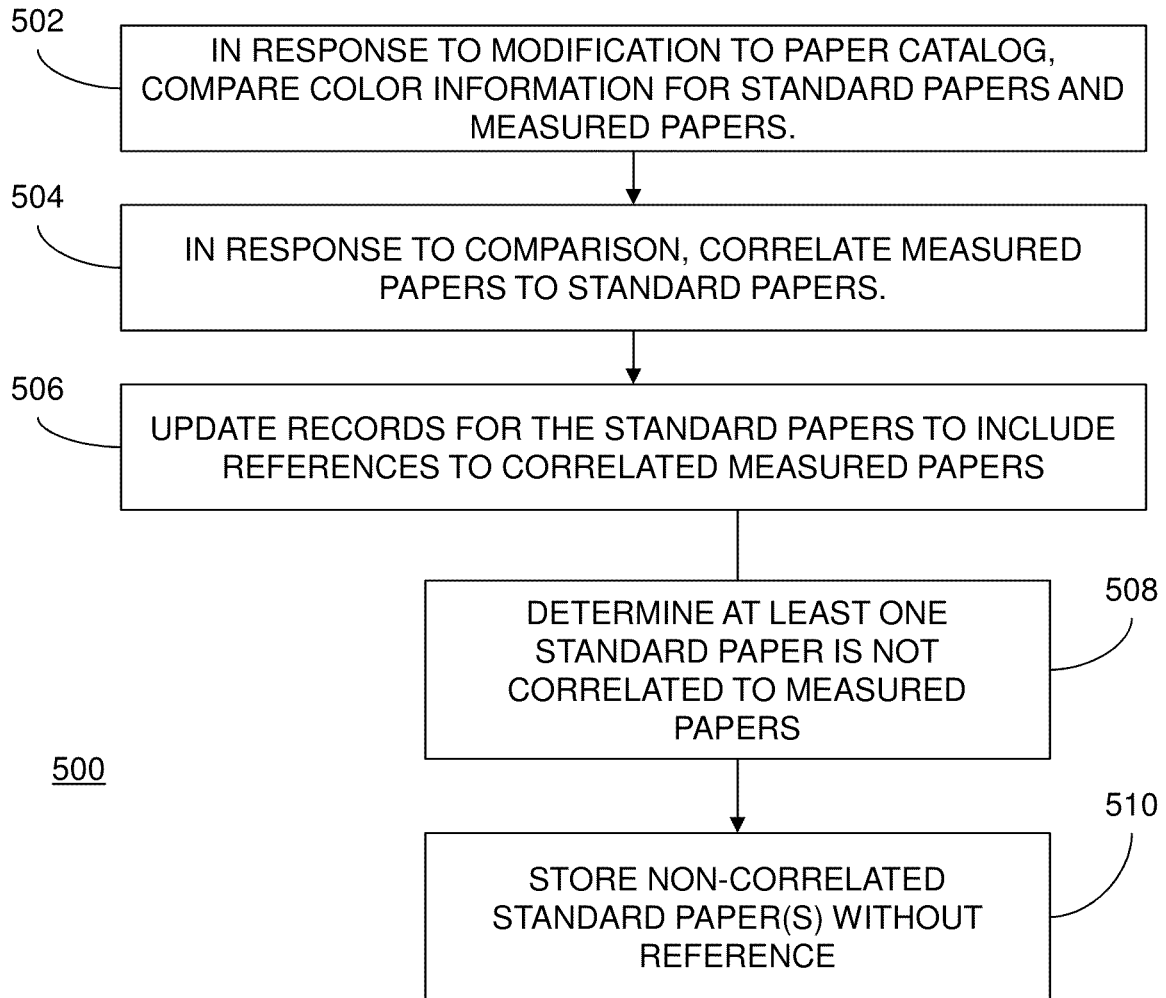 502
IN RESPONSE TO MODIFICATION TO PAPER CATALOG,
COMPARE COLOR INFORMATION FOR STANDARD PAPERS AND
MEASURED PAPERS.
504
IN RESPONSE TO COMPARISON, CORRELATE MEASURED
PAPERS TO STANDARD PAPERS.
506
UPDATE RECORDS FOR THE STANDARD PAPERS TO INCLUDE
REFERENCES TO CORRELATED MEASURED PAPERS
508
DETERMINE AT LEAST ONE
STANDARD PAPER IS NOT
CORRELATED TO MEASURED
PAPERS
500
510
STORE NON-CORRELATED
STANDARD PAPER(S) WITHOUT
REFERENCE